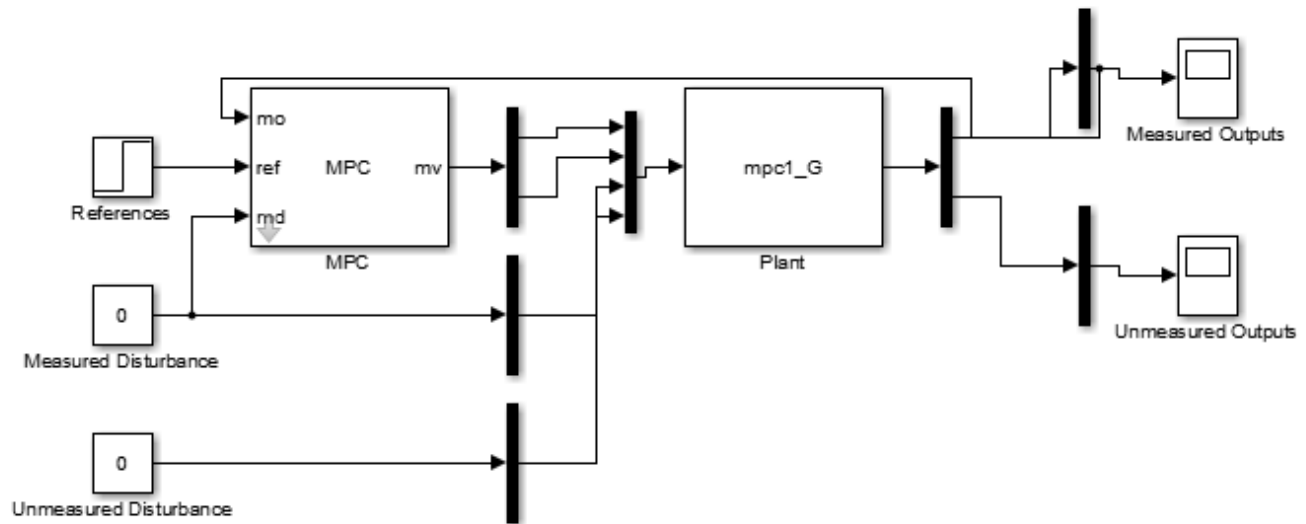 mo
ref
md
MPC
mv
MPC
References
0
Measured Disturbance
0
Unmeasured Disturbance
mpc1_G
Plant
Measured Outputs
Unmeasured Outputs